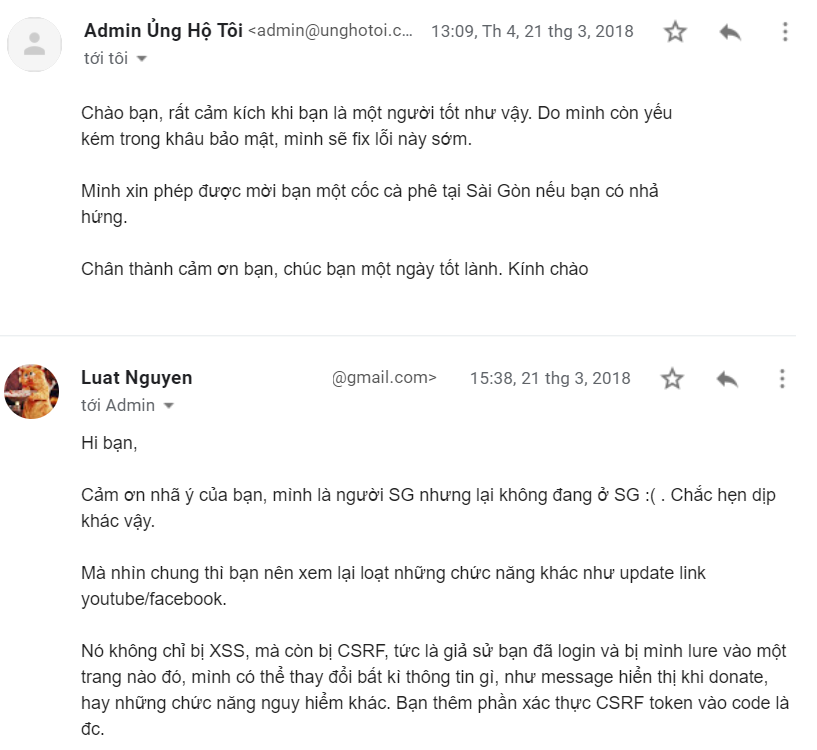 Admin Ủng Hộ Tôi <admin@unghotoi.c... 13:09, Th 4, 21 thg 3, 2018
tới tôi
Chào bạn, rất cảm kích khi bạn là một người tốt như vậy. Do mình còn yếu
kém trong khâu bảo mật, mình sẽ fix lỗi này sớm.
Mình xin phép được mời bạn một cốc cà phê tại Sài Gòn nếu bạn có nhả
hứng.
Chân thành cảm ơn bạn, chúc bạn một ngày tốt lành. Kính chào
Luat Nguyen @gmail.com> 15:38, 21 thg 3, 2018
tới Admin
Hi bạn,
Cảm ơn nhã ý của bạn, mình là người SG nhưng lại không đang ở SG :( . Chắc hẹn dịp
khác vậy.
Mà nhìn chung thì bạn nên xem lại loạt những chức năng khác như update link
youtube/facebook.
Nó không chỉ bị XSS, mà còn bị CSRF, tức là giả sử bạn đã login và bị mình lure vào một
trang nào đó, mình có thể thay đổi bất kì thông tin gì, như message hiển thị khi donate,
hay những chức năng nguy hiểm khác. Bạn thêm phần xác thực CSRF token vào code là
đc.